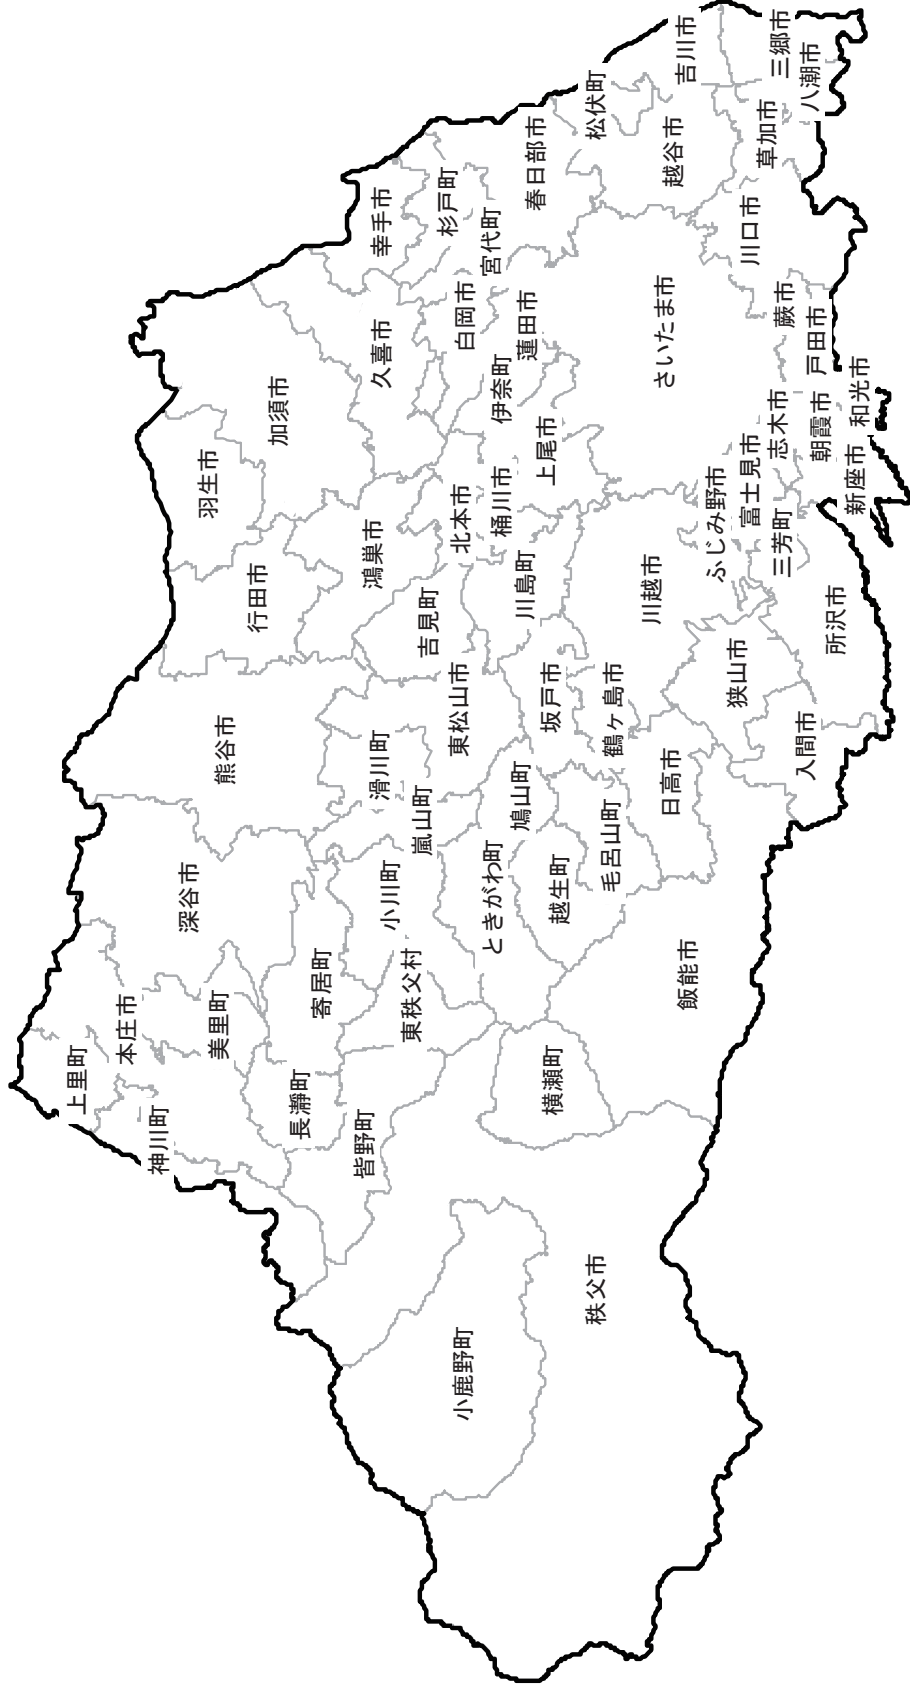 上里町
本庄市
神川町
美里町
深谷市
熊谷市
行田市
羽生市
加須市
長瀞町
寄居町
皆野町
小川町
東秩父村
滑川町
嵐山町
鴻巣市
吉見町
久喜市
幸手市
杉戸町
宮代町
白岡市
蓮田市
伊奈町
桶川市
北本市
上尾市
東松山市
川島町
坂戸市
鳩山町
ときがわ町
越生町
毛呂山町
鶴ヶ島市
日高市
川越市
さいたま市
春日部市
松伏町
越谷市
吉川市
三郷市
八潮市
草加市
川口市
蕨市
戸田市
和光市
朝霞市
志木市
新座市
富士見市
ふじみ野市
三芳町
所沢市
狭山市
入間市
飯能市
横瀬町
秩父市
小鹿野町